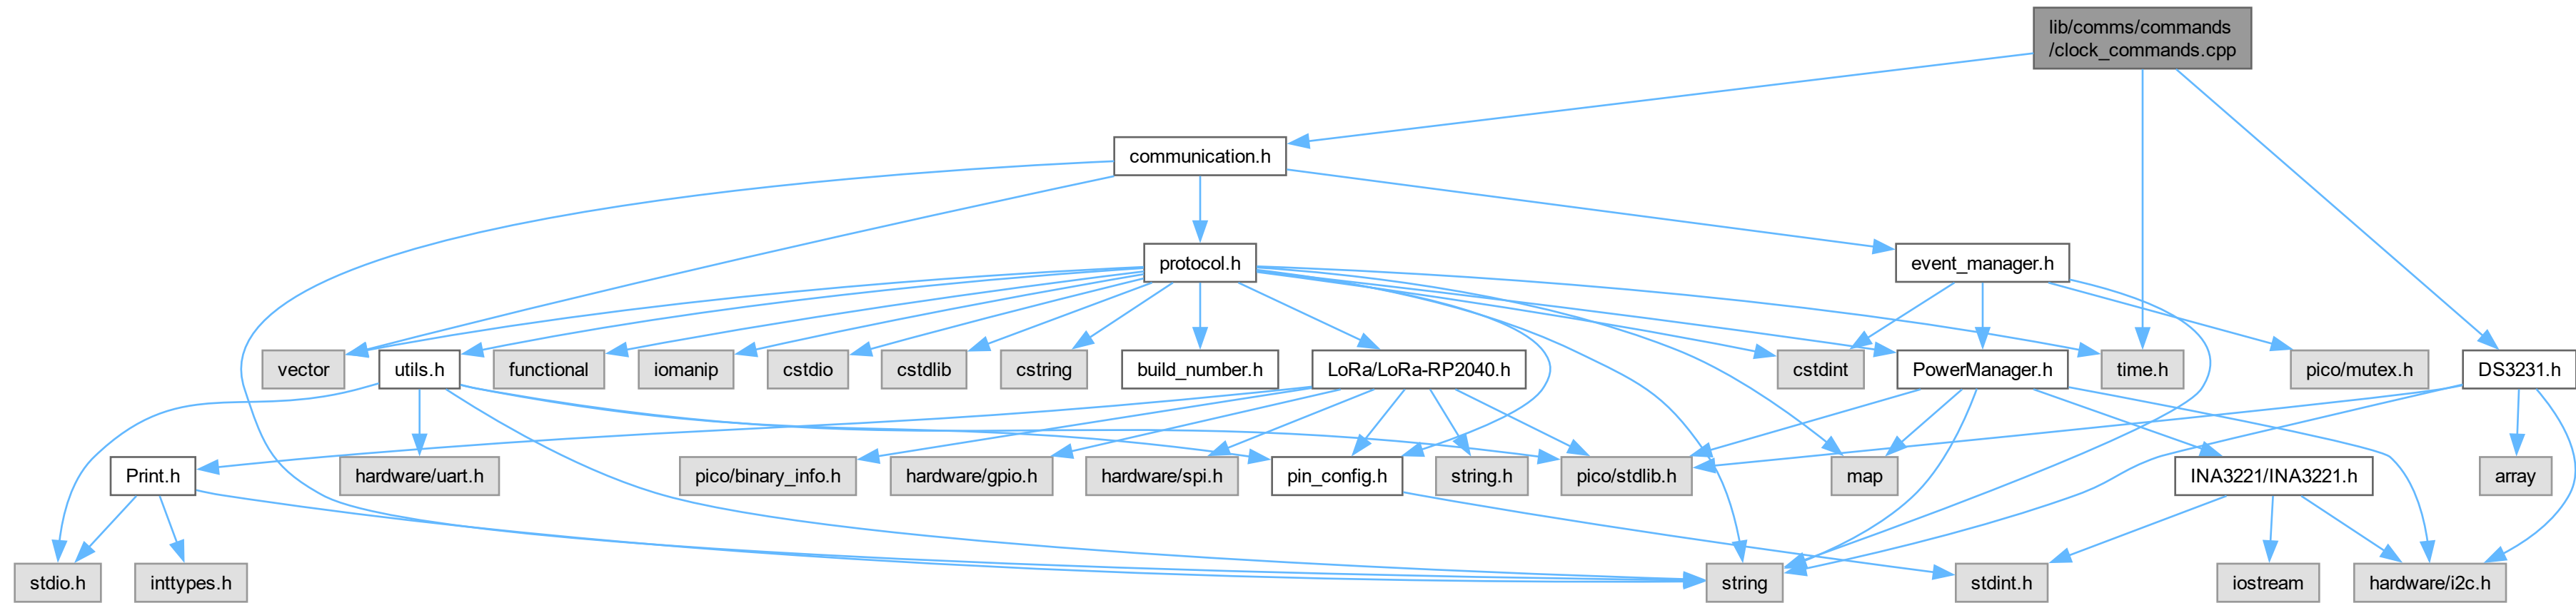 lib/comms/commands
/clock_commands.cpp
communication.h
protocol.h
event_manager.h
vector
utils.h
functional
iomanip
cstdio
cstdlib
cstring
build_number.h
LoRa/LoRa-RP2040.h
cstdint
PowerManager.h
time.h
pico/mutex.h
DS3231.h
Print.h
hardware/uart.h
pico/binary_info.h
hardware/gpio.h
hardware/spi.h
pin_config.h
string.h
pico/stdlib.h
map
INA3221/INA3221.h
array
stdio.h
inttypes.h
string
stdint.h
iostream
hardware/i2c.h